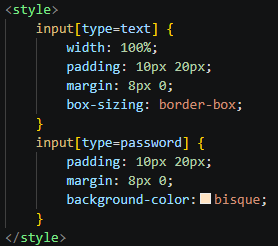 <style>
input[type=text] {
width: 100%;
padding: 10px 20px;
margin: 8px 0;
box-sizing: border-box;
}
input[type=password] {
padding: 10px 20px;
margin: 8px 0;
background-color: bisque;
}
</style>